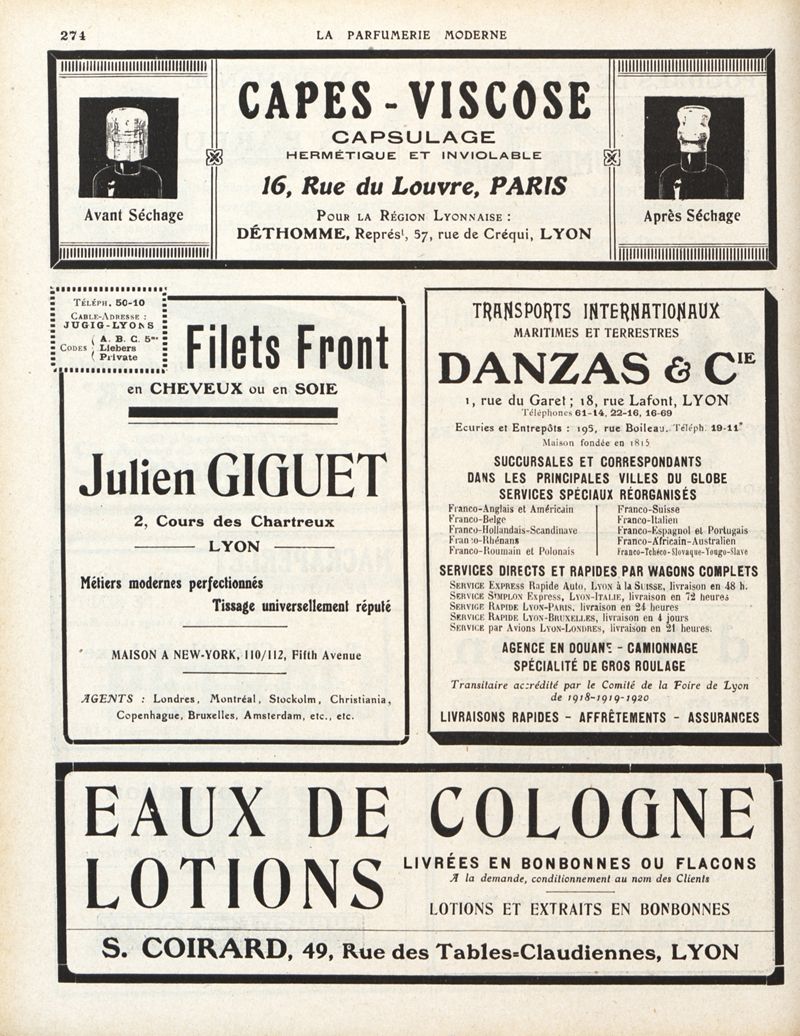 274
LA PARFUMERIE MODERNE
CAPES-VISCOSE
CAPSULAGE
HERMÉTIQUE ET INVIOLABLE
16, Rue du Louvre, PARIS
POUR LA RÉGION LYONNAISE :
DÉTHOMME, Représt, 57, rue de Créqui, LYON
Avant Séchage
Après Séchage
TÉLÉPH. 50-10
CABLE-ADRESSE :
JUGIG-LYONS
CODES
A. B. C. 5me
Liebers
Private
Filets Front
en CHEVEUX ou en SOIE
Julien GIGUET
2, Cours des Chartreux
LYON
Métiers modernes perfectionnés
Tissage universellement réputé
MAISON A NEW-YORK, 110/112, Fifth Avenue
AGENTS : Londres, Montréal, Stockolm, Christiania,
Copenhague, Bruxelles, Amsterdam, etc., etc.
TRANSPORTS INTERNATIONAUX
MARITIMES ET TERRESTRES
DANZAS & CIE
1, rue du Garet ; 18, rue Lafont, LYON
Téléphones 61-14, 22-16, 16-69
Ecuries et Entrepôts : 195, rue Boileau. Téléph. 19-11
Maison fondée en 1815
SUCCURSALES ET CORRESPONDANTS
DANS LES PRINCIPALES VILLES DU GLOBE
SERVICES SPÉCIAUX RÉORGANISÉS
Franco-Anglais et Américain
Franco-Belge
Franco-Hollandais-Scandinave
Franco-Rhénans
Franco-Roumain et Polonais
Franco-Suisse
Franco-Italien
Franco-Espagnol et Portugais
Franco-Africain-Australien
Franco-Tchéco-Slovaque-Yougo-Slave
SERVICES DIRECTS ET RAPIDES PAR WAGONS COMPLETS
SERVICE EXPRESS Rapide Auto, LYON à la SUISSE, livraison en 48 h.
SERVICE SIMPLON Express, LYON-ITALIE, livraison en 72 heures
SERVICE RAPIDE LYON-PARIS, livraison en 24 heures
SERVICE RAPIDE LYON-BRUXELLES, livraison en 4 jours
SERVICE par Avions LYON-LONDRES, livraison en 21 heures.
AGENCE EN DOUANE - CAMIONNAGE
SPÉCIALITÉ DE GROS ROULAGE
Transitaire accrédité par le Comité de la Foire de Lyon
de 1918-1919-1920
LIVRAISONS RAPIDES - AFFRÊTEMENTS - ASSURANCES
EAUX DE COLOGNE
LOTIONS
LIVRÉES EN BONBONNES OU FLACONS
A la demande, conditionnement au nom des Clients
LOTIONS ET EXTRAITS EN BONBONNES
S. COIRARD, 49, Rue des Tables=Claudiennes, LYON